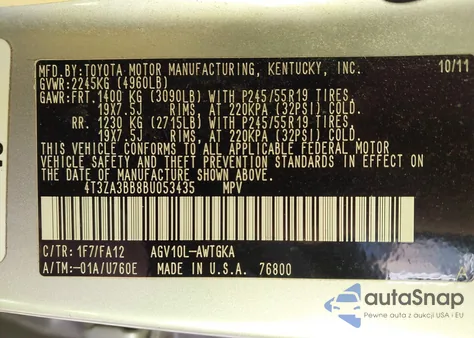 MFD.BY:TOYOTA MOTOR MANUFACTURING, KENTUCKY, INC. 10/11
GVWR:2245KG (4960LB)
GAWR:FRT.1400 KG (3090LB) WITH P245/55R19 TIRES,
19X7.5J RIMS, AT 220KPA (32PSI) COLD.
RR. 1230 KG (2715LB) WITH P245/55R19 TIRES,
19X7.5J RIMS, AT 220KPA (32PSI) COLD.
THIS VEHICLE CONFORMS TO ALL APPLICABLE FEDERAL MOTOR
VEHICLE SAFETY AND THEFT PREVENTION STANDARDS IN EFFECT ON
THE DATE OF MANUFACTURE SHOWN ABOVE.
4T3ZA3BB8BU053435 MPV
C/TR: 1F7/FA12 AGV10L-AWTGKA
A/TM:-01A/U760E MADE IN U.S.A. 76800
autoSnap
Pewne auta z aukcji USA i EU